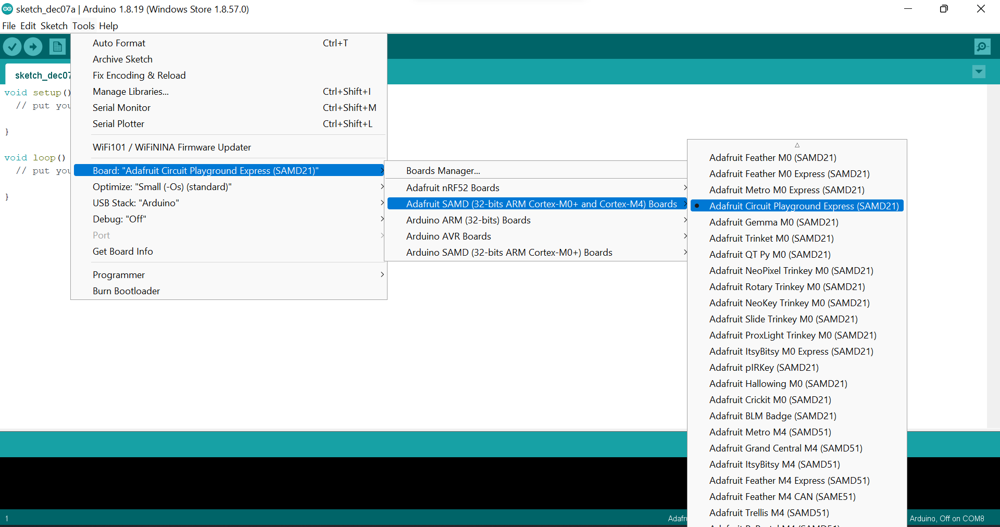 sketch_dec07a | Arduino 1.8.19 (Windows Store 1.8.57.0)
File Edit Sketch Tools Help
sketch_dec07
void setup()
// put you
}
void loop()
// put you
}
Auto Format Ctrl+T
Archive Sketch
Fix Encoding & Reload
Manage Libraries... Ctrl+Shift+I
Serial Monitor Ctrl+Shift+M
Serial Plotter Ctrl+Shift+L
WiFi101 / WiFiNINA Firmware Updater
Board: "Adafruit Circuit Playground Express (SAMD21)"
Optimize: "Small (-Os) (standard)"
USB Stack: "Arduino"
Debug: "Off"
Port
Get Board Info
Programmer
Burn Bootloader
Boards Manager...
Adafruit nRF52 Boards
Adafruit SAMD (32-bits ARM Cortex-M0+ and Cortex-M4) Boards
Arduino ARM (32-bits) Boards
Arduino AVR Boards
Arduino SAMD (32-bits ARM Cortex-M0+) Boards
Adafruit Feather M0 (SAMD21)
Adafruit Feather M0 Express (SAMD21)
Adafruit Metro M0 Express (SAMD21)
Adafruit Circuit Playground Express (SAMD21)
Adafruit Gemma M0 (SAMD21)
Adafruit Trinket M0 (SAMD21)
Adafruit QT Py M0 (SAMD21)
Adafruit NeoPixel Trinkey M0 (SAMD21)
Adafruit Rotary Trinkey M0 (SAMD21)
Adafruit NeoKey Trinkey M0 (SAMD21)
Adafruit Slide Trinkey M0 (SAMD21)
Adafruit ProxLight Trinkey M0 (SAMD21)
Adafruit ItsyBitsy M0 Express (SAMD21)
Adafruit pIRKey (SAMD21)
Adafruit Hallowing M0 (SAMD21)
Adafruit Crickit M0 (SAMD21)
Adafruit BLM Badge (SAMD21)
Adafruit Metro M4 (SAMD51)
Adafruit Grand Central M4 (SAMD51)
Adafruit ItsyBitsy M4 (SAMD51)
Adafruit Feather M4 Express (SAMD51)
Adafruit Feather M4 CAN (SAME51)
Adafruit Trellis M4 (SAMD51)
1 Adafr Arduino, Off on COM8